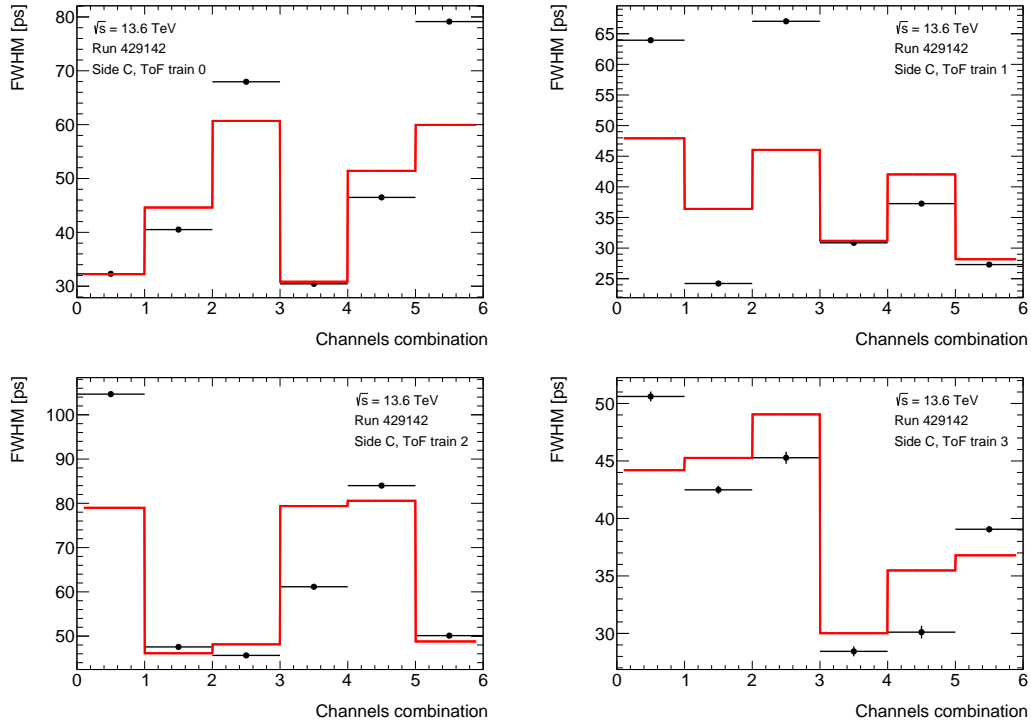 FWHM [ps]
80
70
60
50
40
30
√s = 13.6 TeV
Run 429142
Side C, ToF train 0
0 1 2 3 4 5 6
Channels combination
FWHM [ps]
65
60
55
50
45
40
35
30
25
√s = 13.6 TeV
Run 429142
Side C, ToF train 1
0 1 2 3 4 5 6
Channels combination
FWHM [ps]
100
90
80
70
60
50
√s = 13.6 TeV
Run 429142
Side C, ToF train 2
0 1 2 3 4 5 6
Channels combination
FWHM [ps]
50
45
40
35
30
√s = 13.6 TeV
Run 429142
Side C, ToF train 3
0 1 2 3 4 5 6
Channels combination